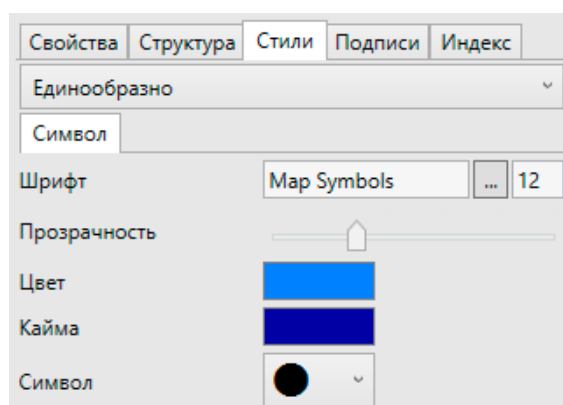 Свойства Структура Стили Подписи Индекс
Единообразно
Символ
Шрифт Map Symbols ... 12
Прозрачность
Цвет
Кайма
Символ